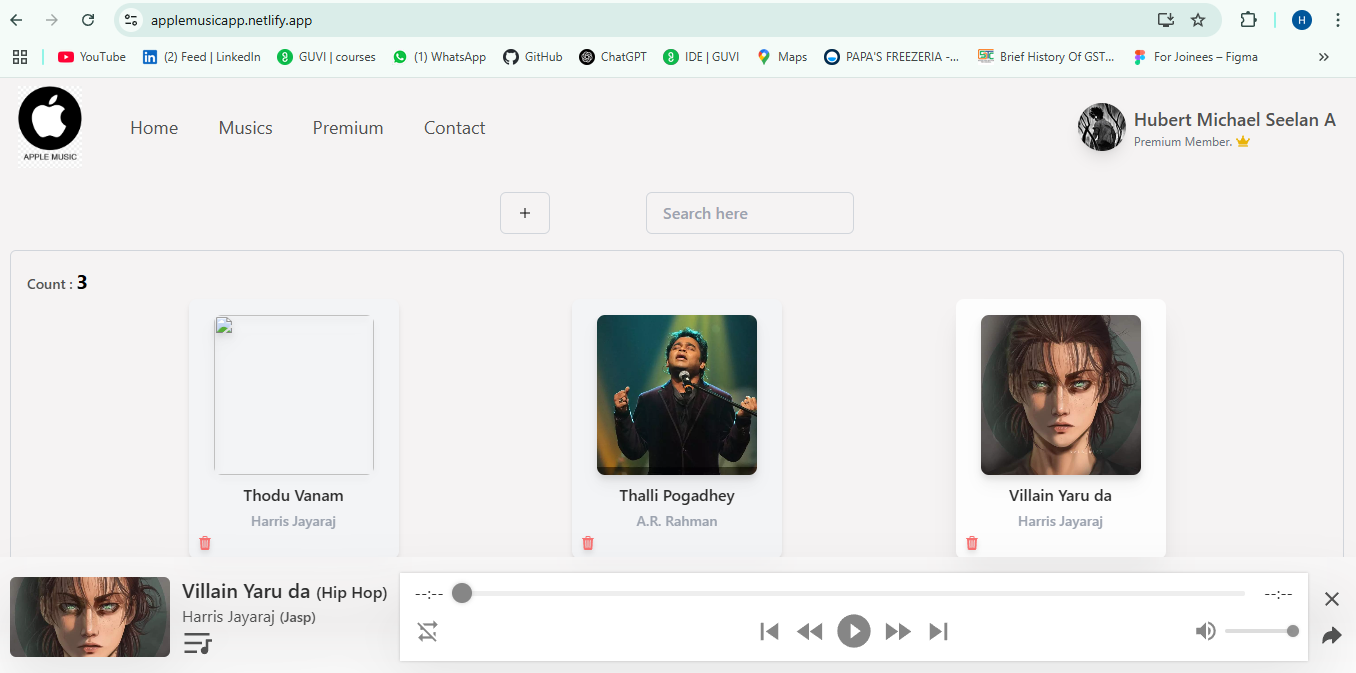 applemusicapp.netlify.app
H
YouTube
(2) Feed | LinkedIn
GUVI | courses
(1) WhatsApp
GitHub
ChatGPT
IDE | GUVI
Maps
PAPA'S FREEZERIA -...
Brief History Of GST...
For Joinees – Figma
»
APPLE MUSIC
Home
Musics
Premium
Contact
Hubert Michael Seelan A
Premium Member.
+
Search here
Count : 3
Thodu Vanam
Harris Jayaraj
Thalli Pogadhey
A.R. Rahman
Villain Yaru da
Harris Jayaraj
Villain Yaru da (Hip Hop)
Harris Jayaraj (Jasp)
--:--
--:--